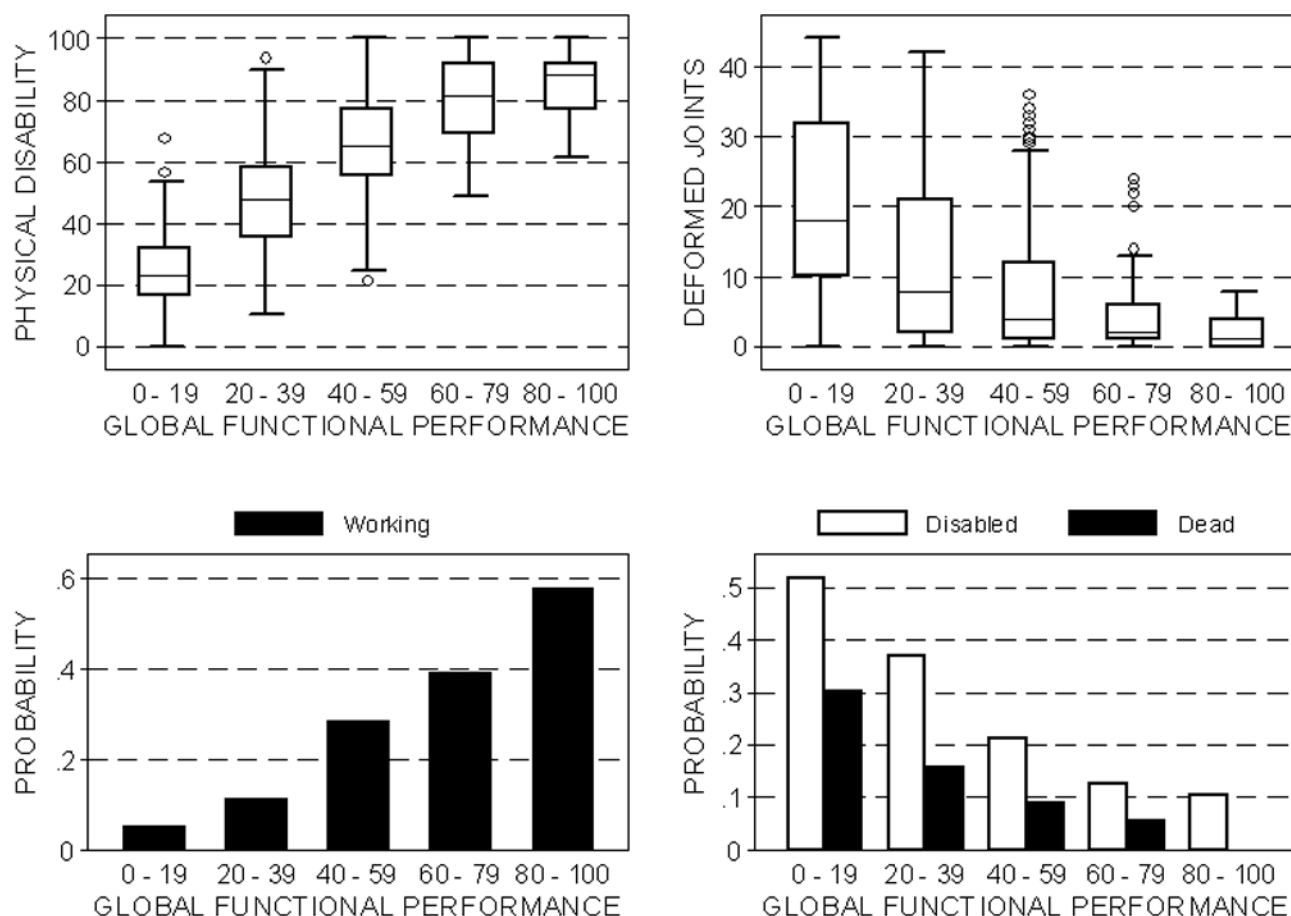 PHYSICAL DISABILITY
100
80
60
40
20
0
0 - 19 20 - 39 40 - 59 60 - 79 80 - 100
GLOBAL FUNCTIONAL PERFORMANCE
DEFORMED JOINTS
40
30
20
10
0
0 - 19 20 - 39 40 - 59 60 - 79 80 - 100
GLOBAL FUNCTIONAL PERFORMANCE
Working
PROBABILITY
.6
.4
.2
0
0 - 19 20 - 39 40 - 59 60 - 79 80 - 100
GLOBAL FUNCTIONAL PERFORMANCE
Disabled Dead
PROBABILITY
.5
.4
.3
.2
.1
0
0 - 19 20 - 39 40 - 59 60 - 79 80 - 100
GLOBAL FUNCTIONAL PERFORMANCE